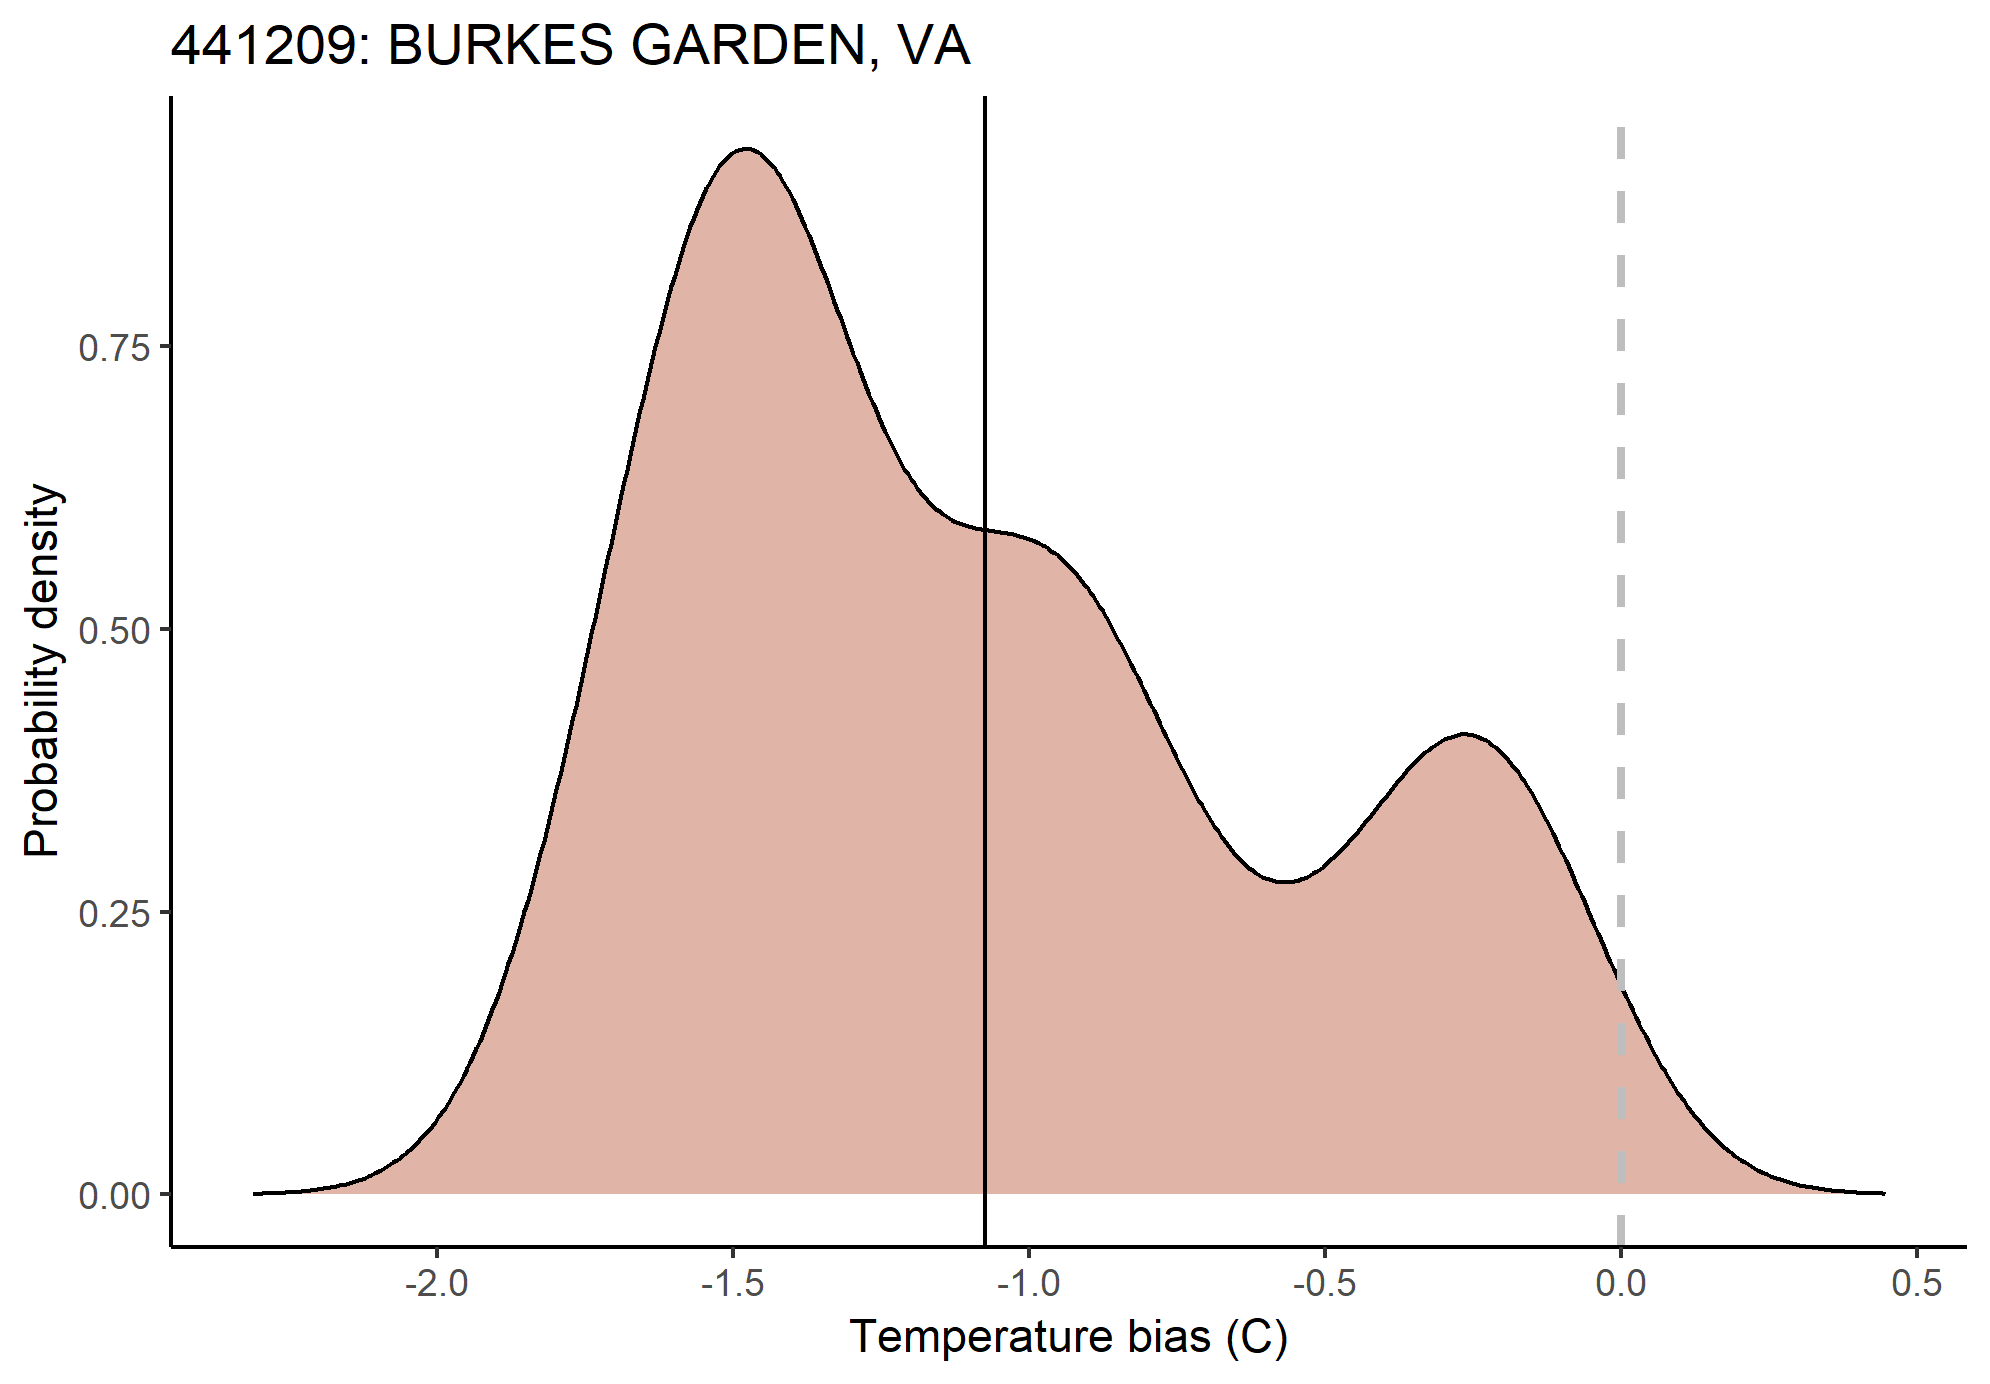 441209: BURKES GARDEN, VA
Probability density
0.75
0.50
0.25
0.00
-2.0 -1.5 -1.0 -0.5 0.0 0.5
Temperature bias (C)